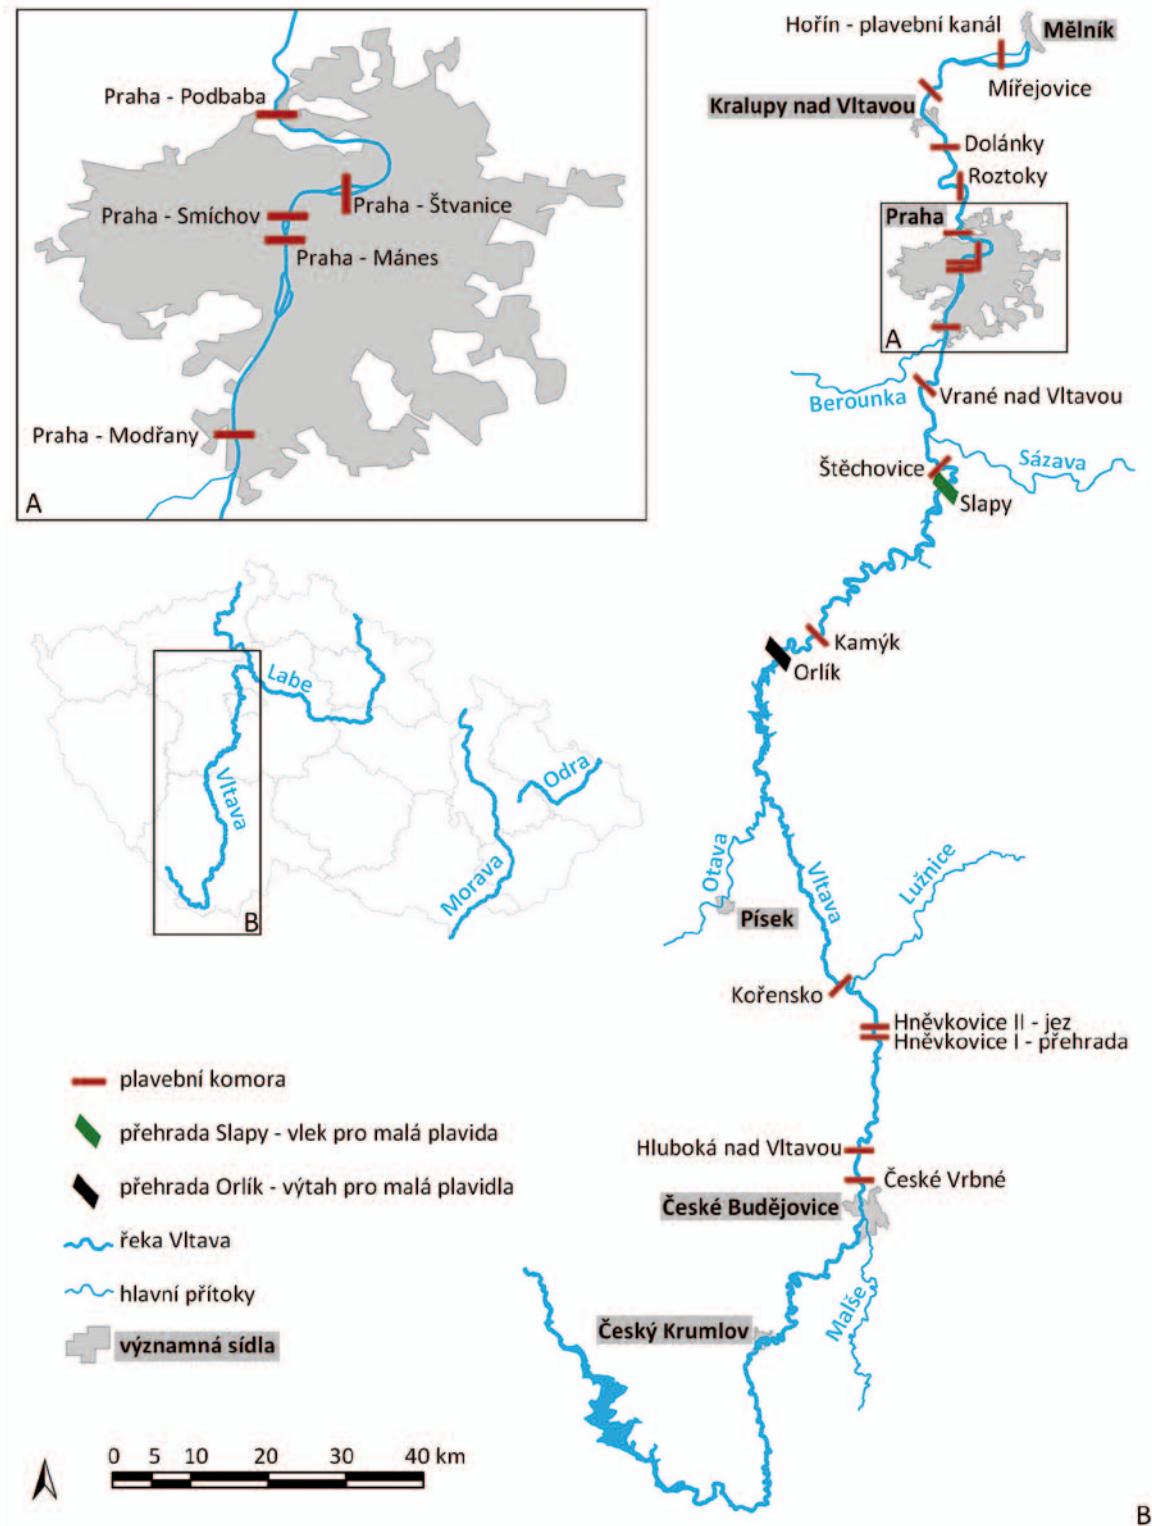 Praha - Podbaba
Praha - Štvanice
Praha - Smíchov
Praha - Mánes
Praha - Modřany
A
Hořín - plavební kanál
Mělník
Mířejovice
Kralupy nad Vltavou
Dolánky
Roztoky
Praha
A
Berounka
Vrané nad Vltavou
Štěchovice
Sázava
Slapy
Kamýk
Orlík
Otava
Vltava
Lužnice
Písek
Kořensko
Hněvkovice II - jez
Hněvkovice I - přehrada
Hluboká nad Vltavou
České Vrbné
České Budějovice
Malše
Český Krumlov
Labe
Vltava
Odra
Morava
B
plavební komora
přehrada Slapy - vlek pro malá plavida
přehrada Orlík - výtah pro malá plavidla
řeka Vltava
hlavní přítoky
významná sídla
0 5 10 20 30 40 km
B